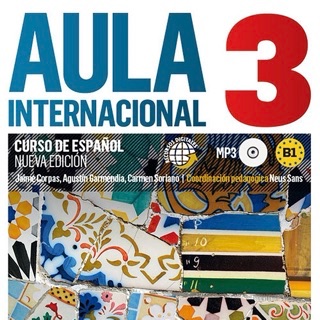 AULA 3
INTERNACIONAL
CURSO DE ESPAÑOL
NUEVA EDICIÓN
MP3
B1
Jaime Corpas, Agustín Garmendia, Carmen Soriano | Coordinación pedagógica Neus Sans